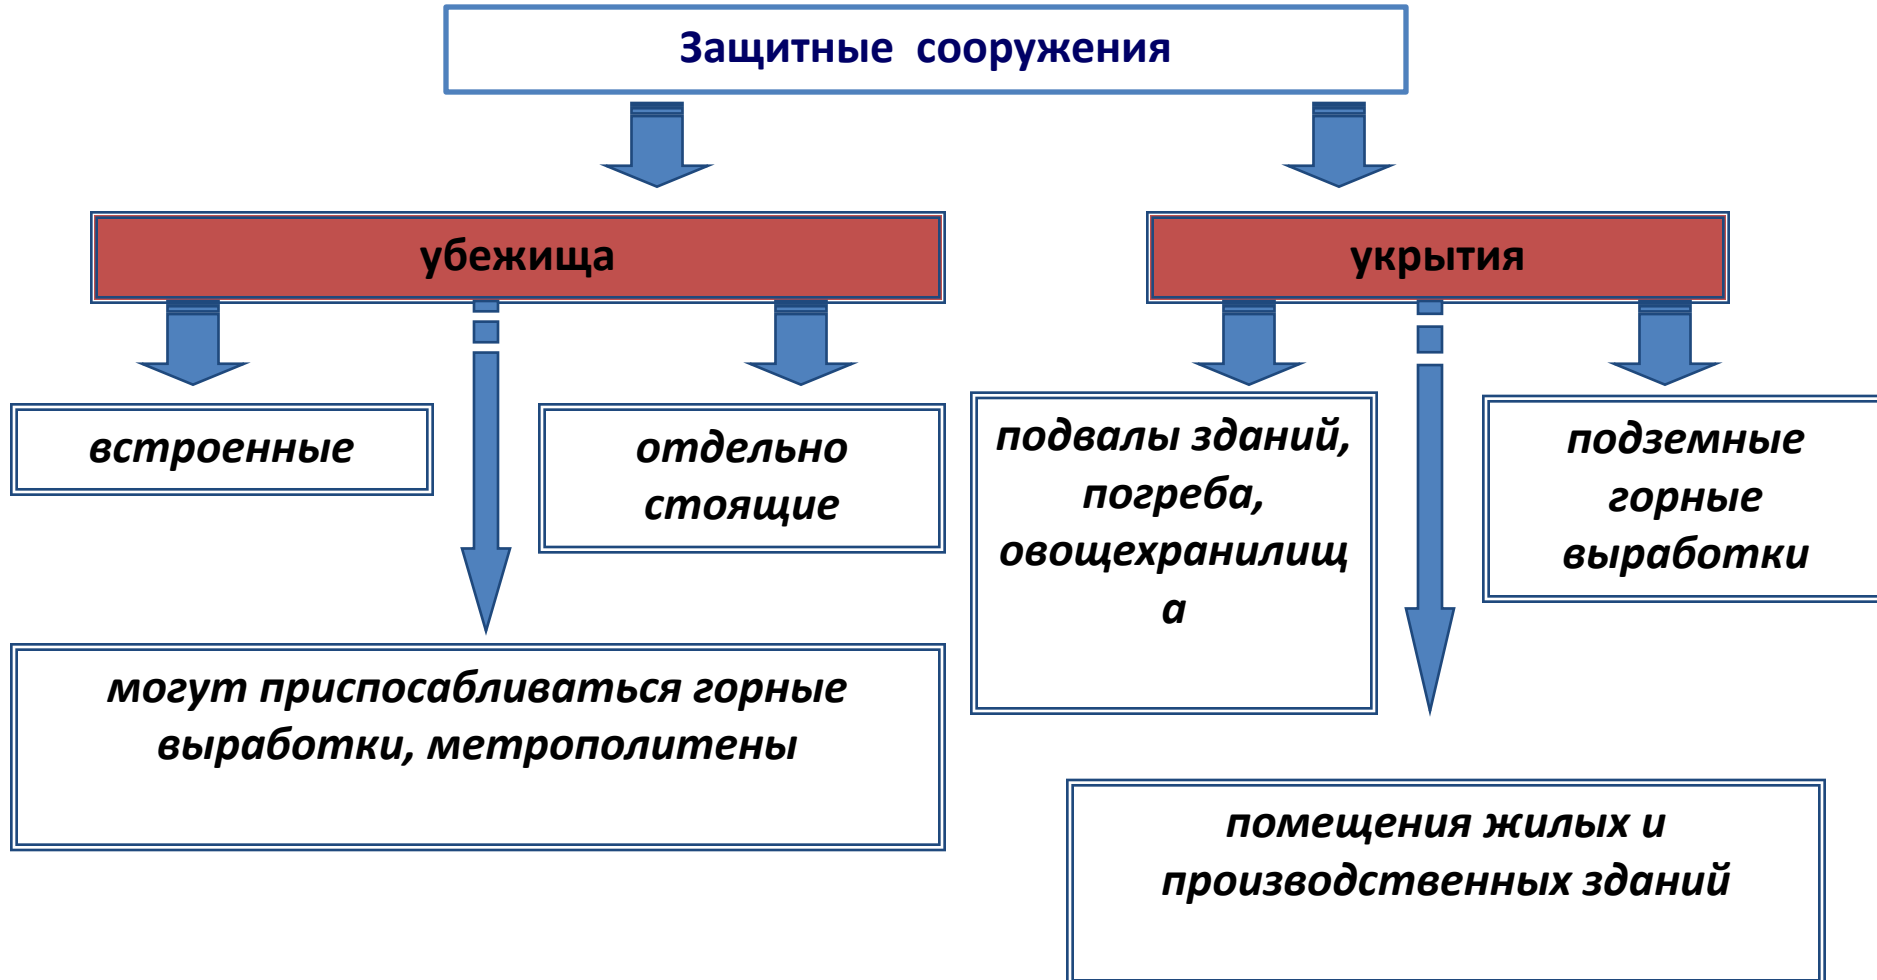 Защитные сооружения
убежища
укрытия
встроенные
отдельно
стоящие
подвалы зданий,
погреба,
овощехранилищ
а
подземные
горные
выработки
могут приспосабливаться горные
выработки, метрополитены
помещения жилых и
производственных зданий